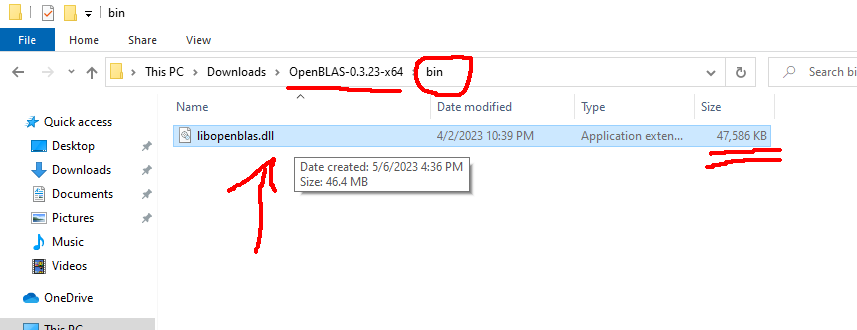 bin
File Home Share View
This PC Downloads OpenBLAS-0.3.23-x64 bin
Search bi
Name Date modified Type Size
Quick access
libopenblas.dll 4/2/2023 10:39 PM Application exten... 47,586 KB
Desktop
Date created: 5/6/2023 4:36 PM
Size: 46.4 MB
Downloads
Documents
Pictures
Music
Videos
OneDrive
This PC